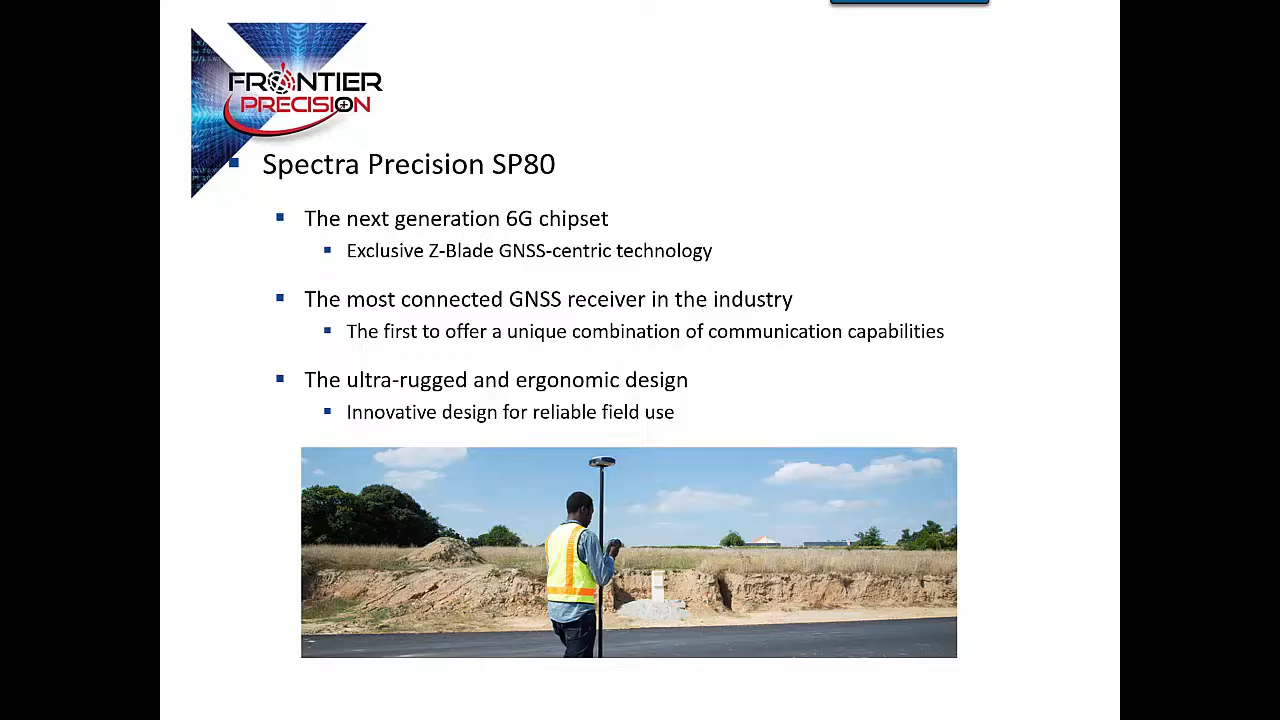 FRONTIER
PRECISION
Spectra Precision SP80
The next generation 6G chipset
Exclusive Z-Blade GNSS-centric technology
The most connected GNSS receiver in the industry
The first to offer a unique combination of communication capabilities
The ultra-rugged and ergonomic design
Innovative design for reliable field use